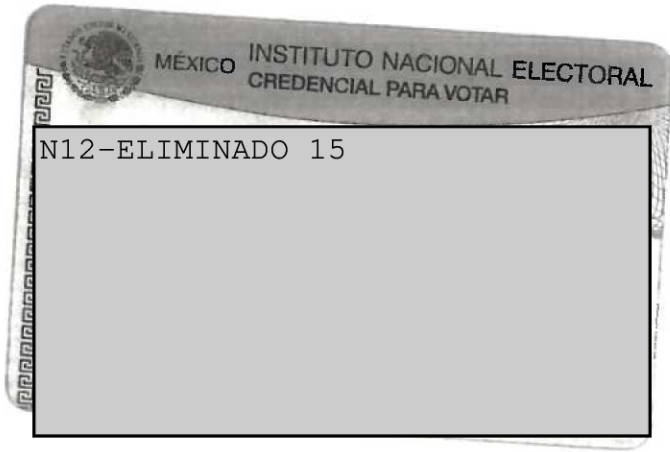 MÉXICO INSTITUTO NACIONAL ELECTORAL
CREDENCIAL PARA VOTAR
N12-ELIMINADO 15